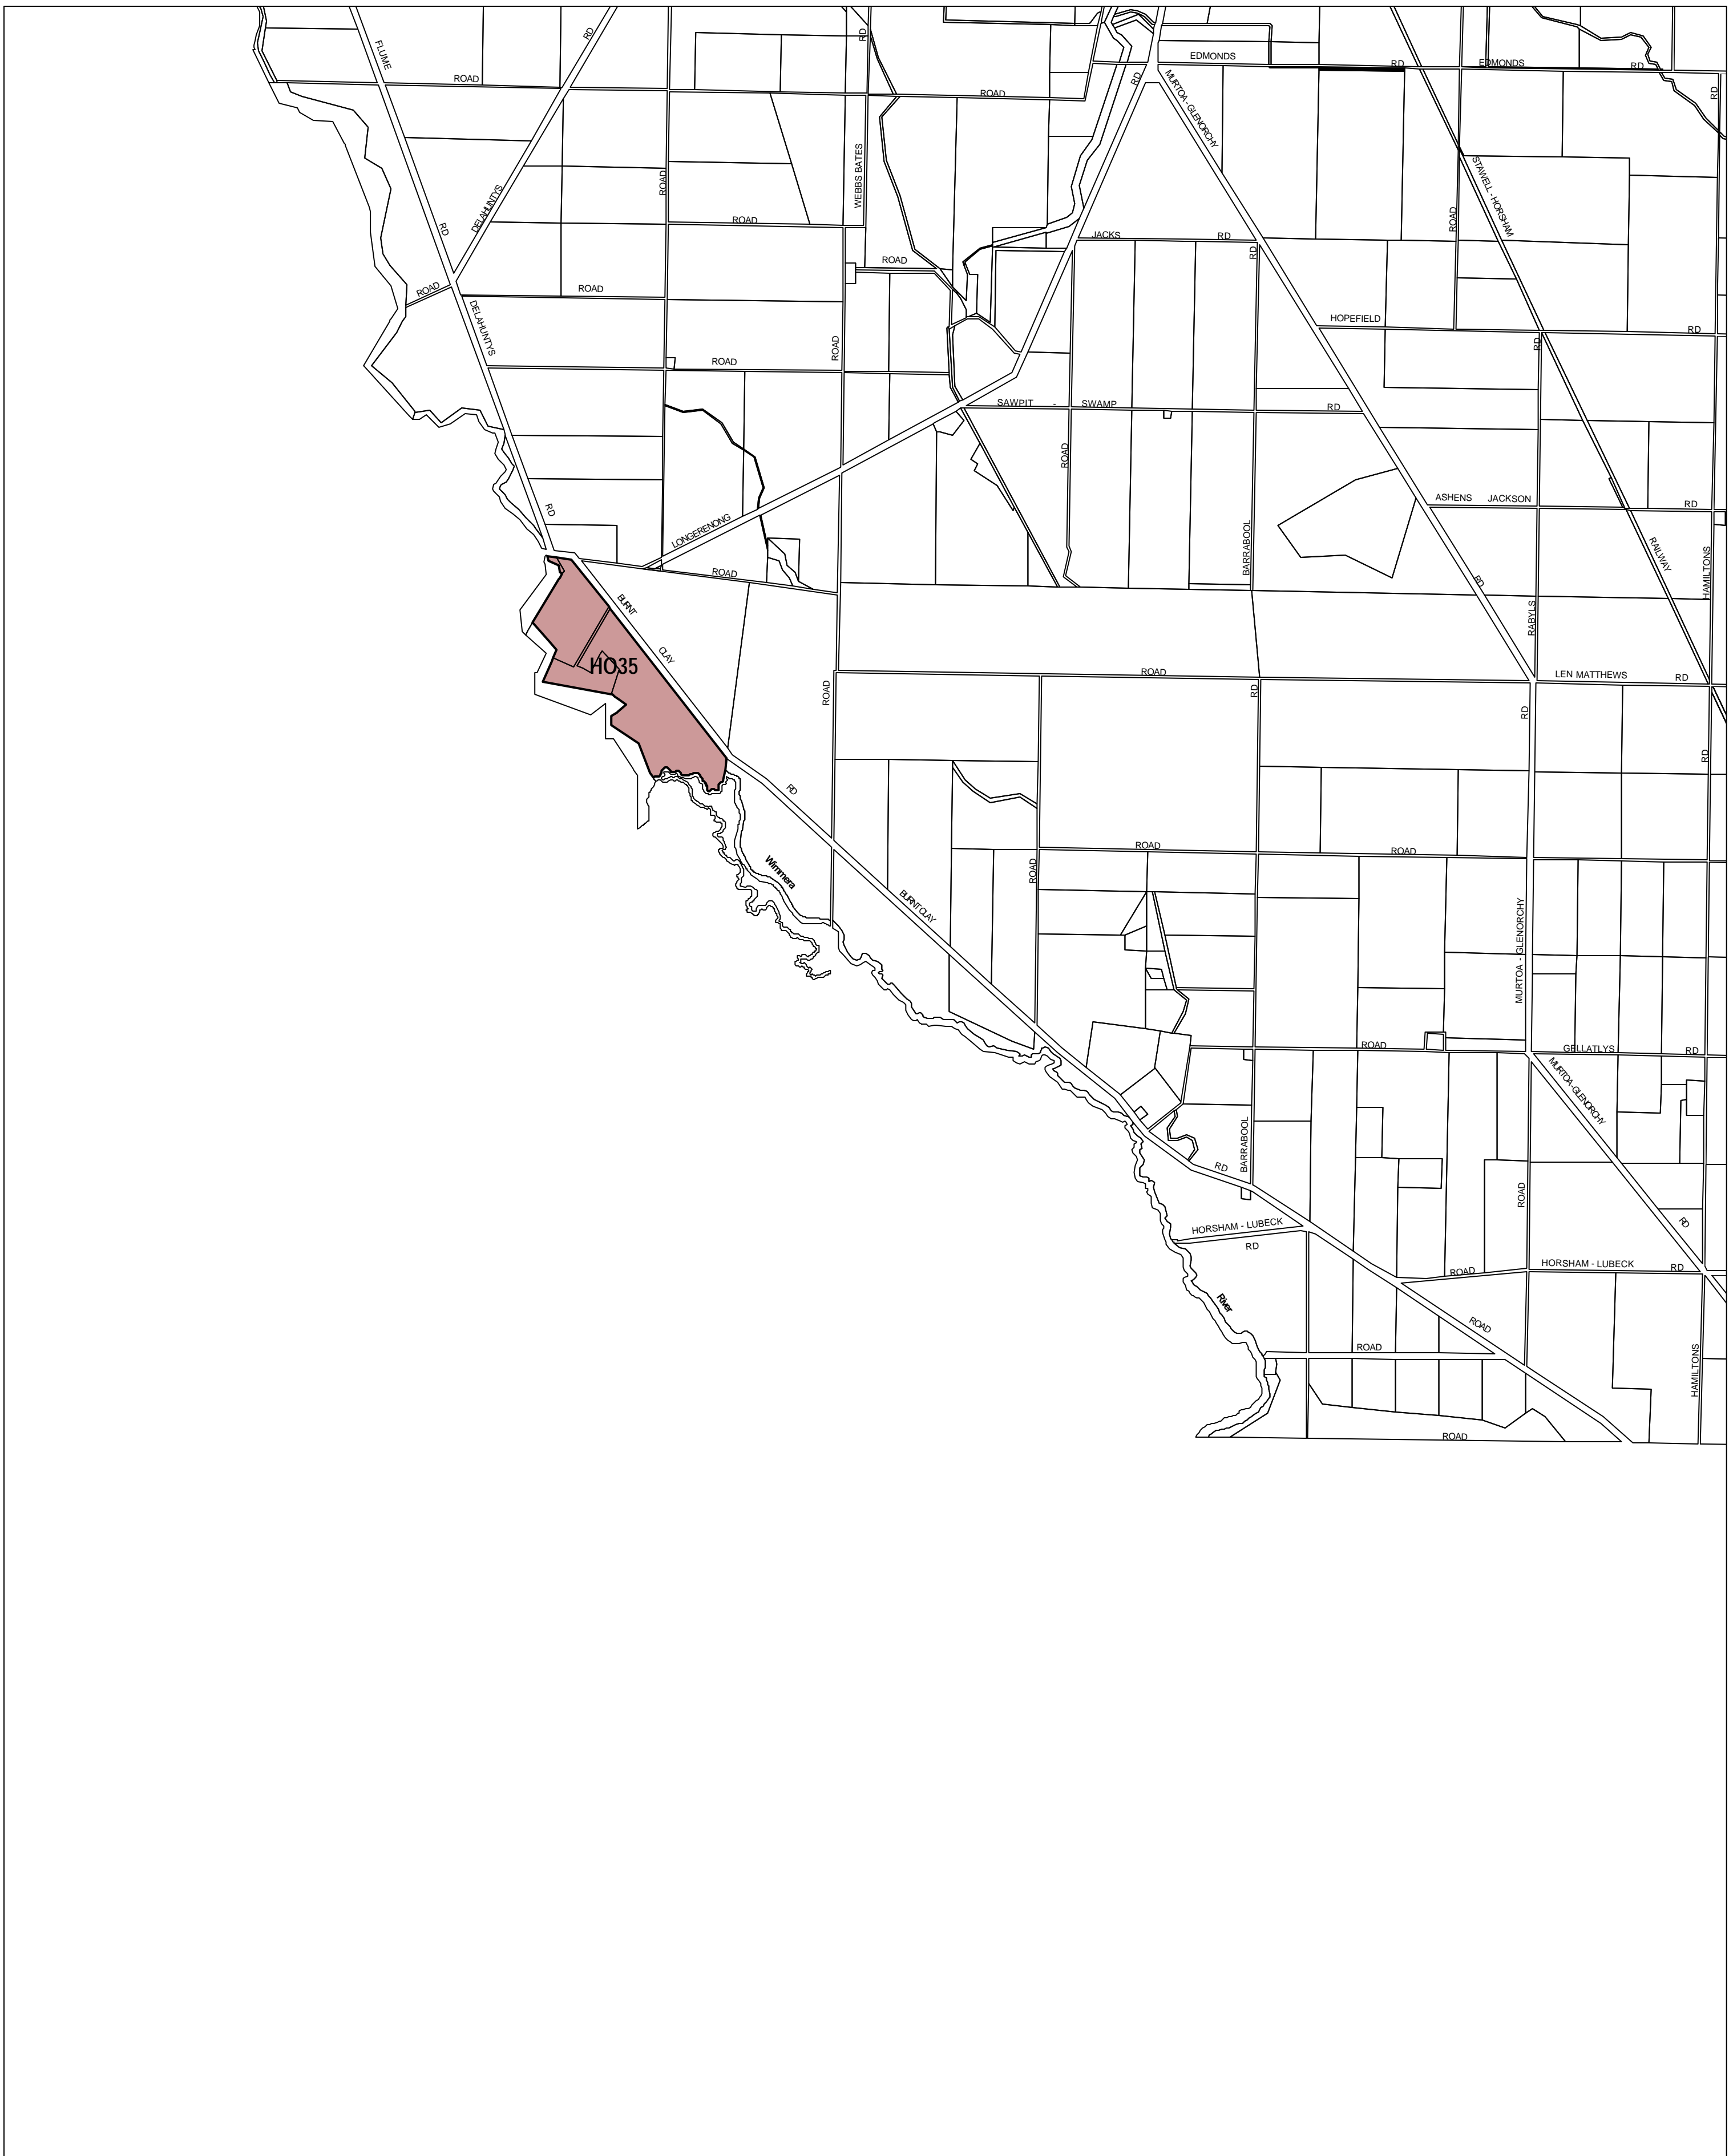 FLUME
RD
RD
EDMONDS
RD
EDMONDS
RD
ROAD
ROAD
RD
MURTOA - GLENORCHY
RD
WEBBS BATES
STAWELL - HORSHAM
ROAD
DELAHUNTYS
ROAD
ROAD
RD
JACKS
RD
RD
ROAD
ROAD
ROAD
DELAHUNTYS
HOPEFIELD
RD
RD
ROAD
ROAD
SAWPIT - SWAMP
RD
ROAD
ASHENS JACKSON
RD
RD
LONGERENONG
BARRABOOL
RAILWAY
HAMILTONS
ROAD
RD
BURNT
CLAY
RABYLS
HO35
ROAD
LEN MATTHEWS
RD
ROAD
RD
RD
RD
RD
ROAD
ROAD
ROAD
Wimmera
BURNT CLAY
MURTOA - GLENORCHY
ROAD
GELLATLYS
RD
MURTOA - GLENORCHY
BARRABOOL
RD
ROAD
HORSHAM - LUBECK
RD
RD
HORSHAM - LUBECK
RD
ROAD
River
ROAD
ROAD
HAMILTONS
ROAD